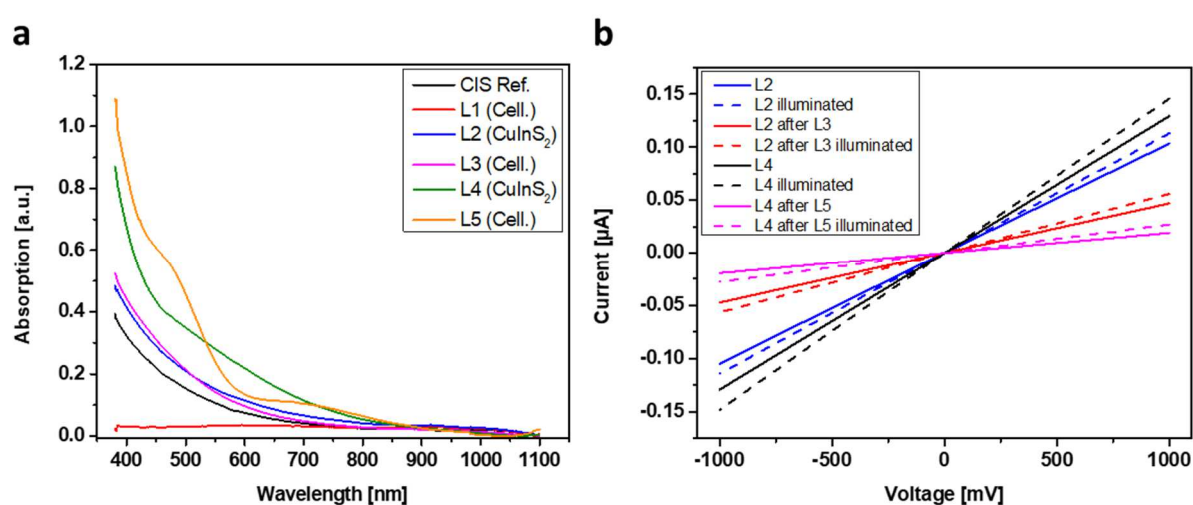 a
1.2
1.0
0.8
0.6
0.4
0.2
0.0
Absorption [a.u.]
400 500 600 700 800 900 1000 1100
Wavelength [nm]
CIS Ref.
L1 (Cell.)
L2 (CuInS₂)
L3 (Cell.)
L4 (CuInS₂)
L5 (Cell.)
b
0.15
0.10
0.05
0.00
-0.05
-0.10
-0.15
Current [µA]
-1000 -500 0 500 1000
Voltage [mV]
L2
L2 illuminated
L2 after L3
L2 after L3 illuminated
L4
L4 illuminated
L4 after L5
L4 after L5 illuminated